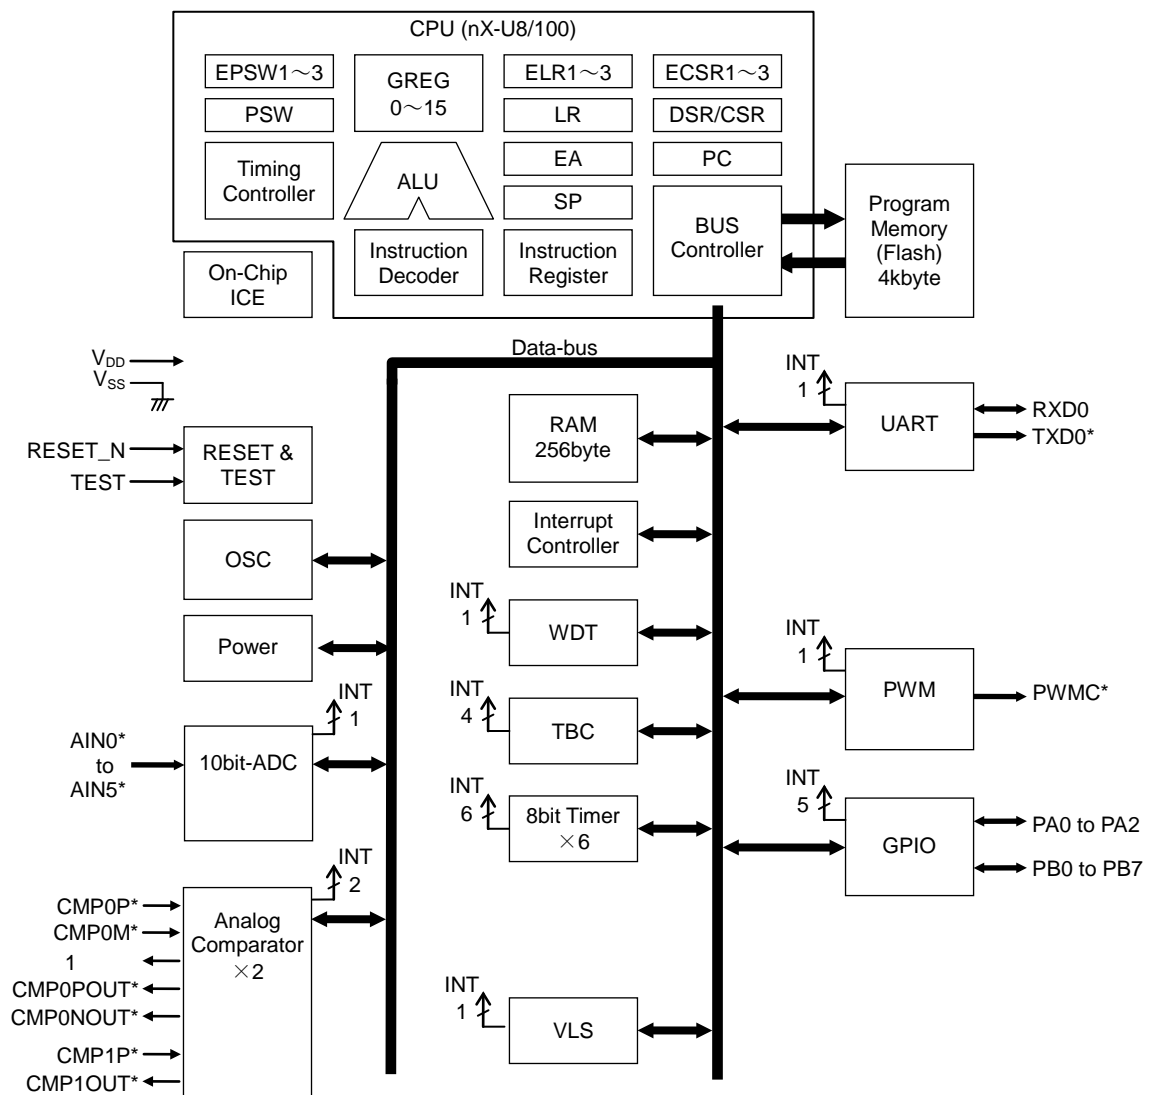 CPU (nX-U8/100)
EPSW1～3
GREG
0～15
ELR1～3
ECSR1～3
PSW
LR
DSR/CSR
Timing
Controller
ALU
EA
PC
SP
BUS
Controller
Program
Memory
(Flash)
4kbyte
Instruction
Decoder
Instruction
Register
On-Chip
ICE
Data-bus
VDD
VSS
RESET_N
TEST
RESET &
TEST
OSC
Power
INT
1
AIN0*
to
AIN5*
10bit-ADC
INT
2
CMP0P*
CMP0M*
1
CMP0POUT*
CMP0NOUT*
CMP1P*
CMP1OUT*
Analog
Comparator
×2
RAM
256byte
Interrupt
Controller
INT
1
WDT
INT
4
TBC
INT
6
8bit Timer
×6
INT
1
VLS
INT
1
UART
RXD0
TXD0*
INT
1
PWM
PWMC*
INT
5
GPIO
PA0 to PA2
PB0 to PB7